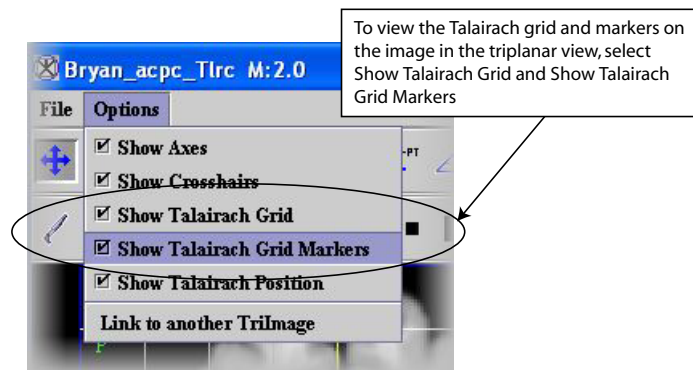 To view the Talairach grid and markers on
the image in the triplanar view, select
Show Talairach Grid and Show Talairach
Grid Markers
Bryan_acpc_Tlrc M:2.0
File Options
Show Axes
-PT
Show Crosshairs
Show Talairach Grid
Show Talairach Grid Markers
Show Talairach Position
Link to another TriImage
P